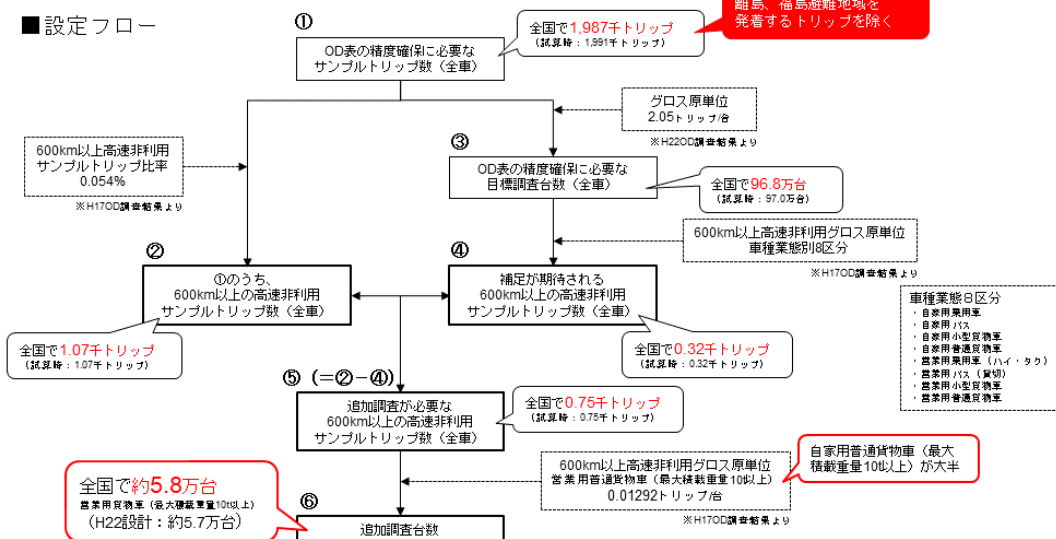 ■設定フロー
離島、福島避難地域を
発着するトリップを除く
①
全国で1,987千トリップ
(試算時：1,991千トリップ)
OD表の精度確保に必要な
サンプルトリップ数（全車）
グロス原単位
2.05トリップ/台
※H22OD調査結果より
600km以上高速非利用
サンプルトリップ比率
0.054%
※H17OD調査結果より
③
OD表の精度確保に必要な
目標調査台数（全車）
全国で96.8万台
(試算時：97.0万台)
600km以上高速非利用グロス原単位
車種業態別8区分
※H17OD調査結果より
②
①のうち、
600km以上の高速非利用
サンプルトリップ数（全車）
④
補足が期待される
600km以上の高速非利用
サンプルトリップ数（全車）
車種業態８区分
・自家用乗用車
・自家用バス
・自家用小型貨物車
・自家用普通貨物車
・営業用乗用車（ハイ・タク）
・営業用バス（貸切）
・営業用小型貨物車
・営業用普通貨物車
全国で1.07千トリップ
(試算時：1.07千トリップ)
全国で0.32千トリップ
(試算時：0.32千トリップ)
⑤（=②－④）
追加調査が必要な
600km以上の高速非利用
サンプルトリップ数（全車）
全国で0.75千トリップ
(試算時：0.75千トリップ)
600km以上高速非利用グロス原単位
営業用普通貨物車（最大積載重量10t以上）
0.01292トリップ/台
※H17OD調査結果より
自家用普通貨物車（最大
積載重量10t以上）が大半
全国で約5.8万台
営業用貨物車（最大積載重量10t以上）
（H22設計：約5.7万台）
⑥
追加調査台数